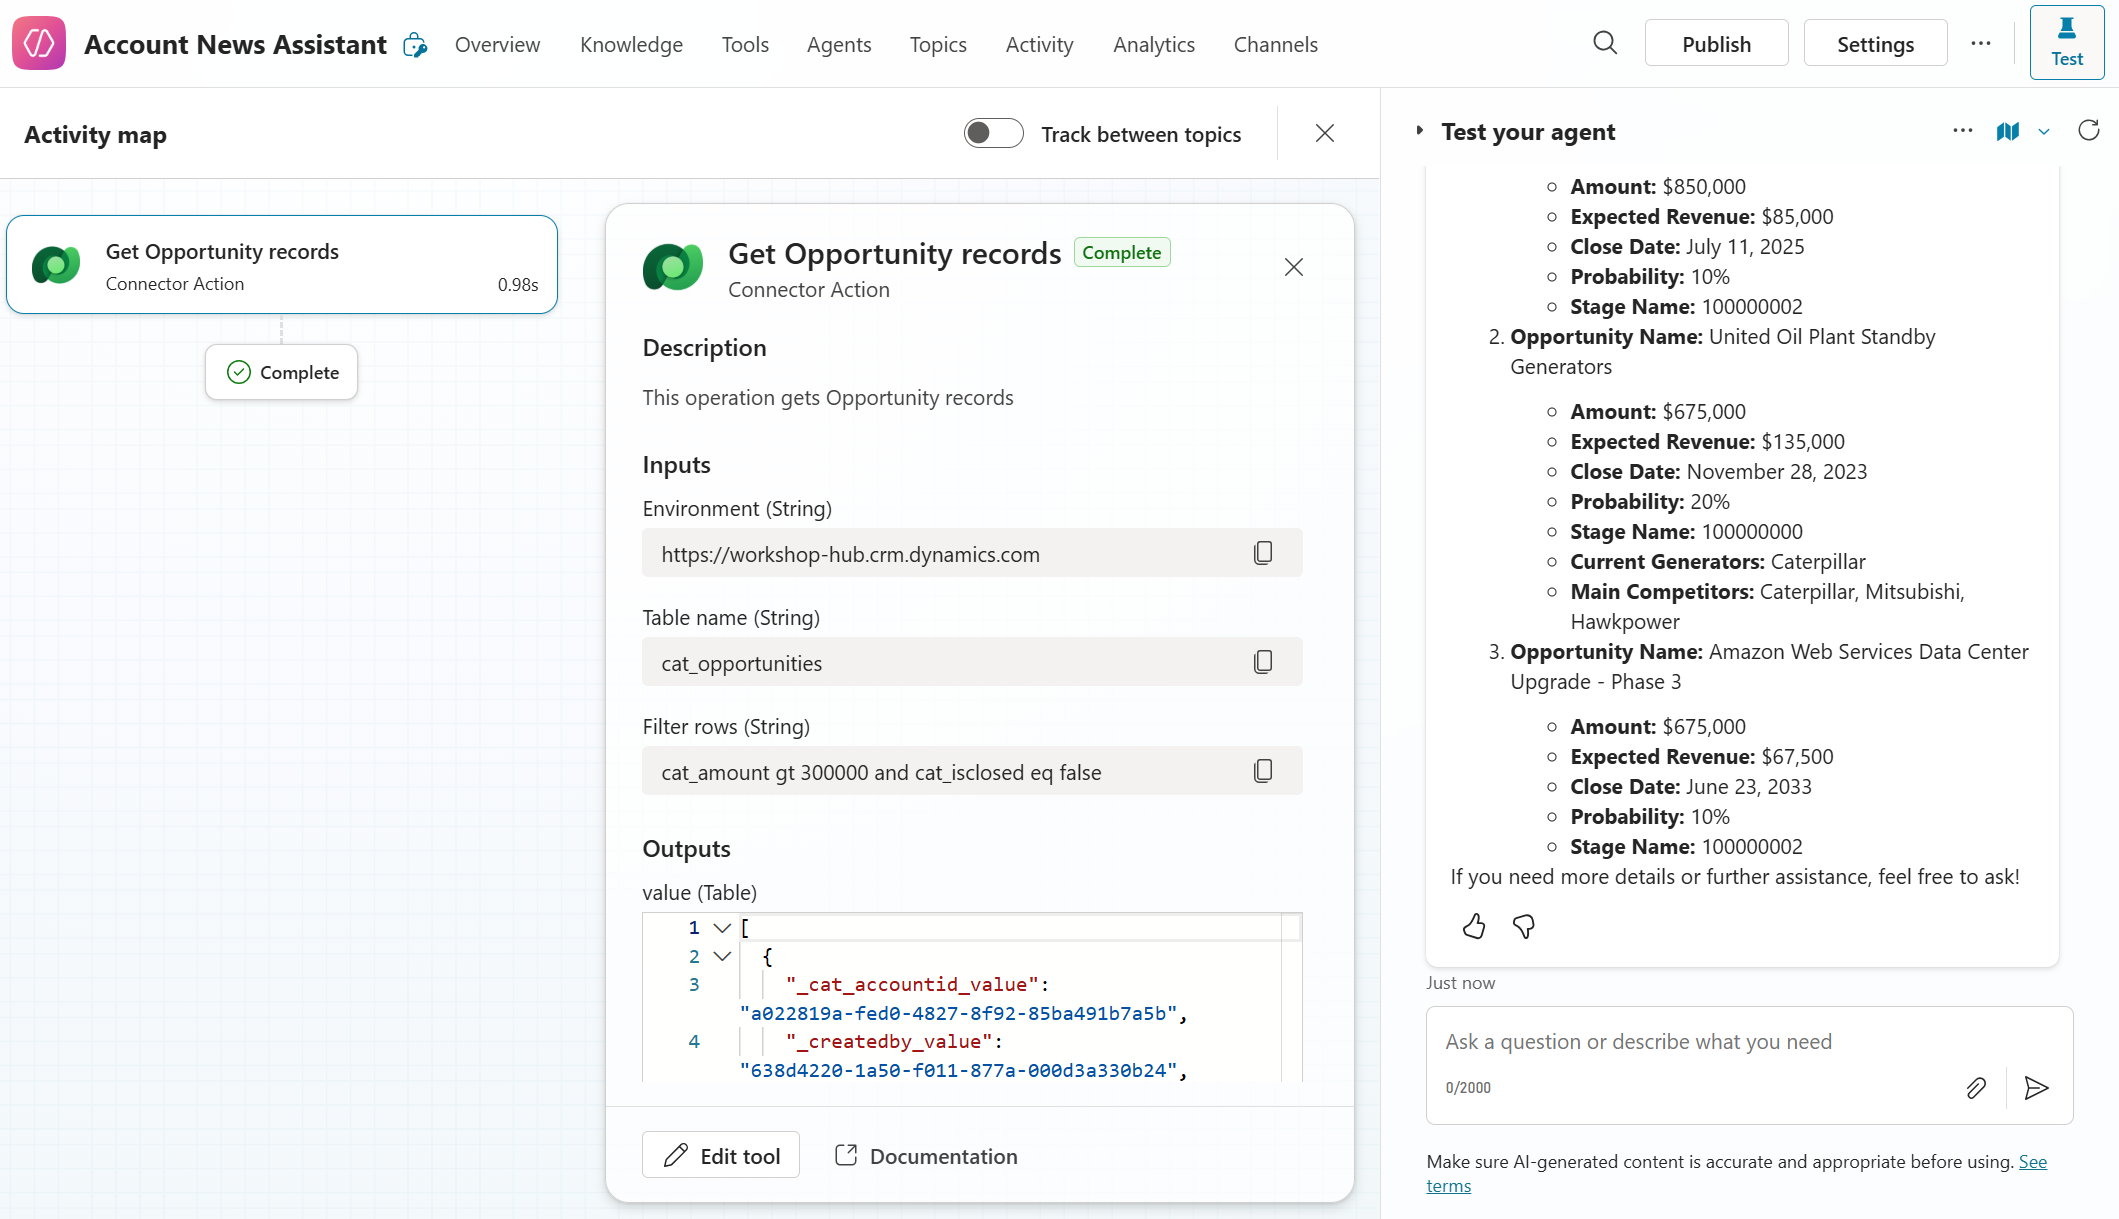 Account News Assistant
Overview
Knowledge
Tools
Agents
Topics
Activity
Analytics
Channels
Publish
Settings
Test
Activity map
Track between topics
Get Opportunity records
Connector Action
0.98s
Complete
Get Opportunity records
Complete
Connector Action
Description
This operation gets Opportunity records
Inputs
Environment (String)
https://workshop-hub.crm.dynamics.com
Table name (String)
cat_opportunities
Filter rows (String)
cat_amount gt 300000 and cat_isclosed eq false
Outputs
value (Table)
1 [
2 {
3 "_cat_accountid_value":
"a022819a-fed0-4827-8f92-85ba491b7a5b",
4 "_createdby_value":
"638d4220-1a50-f011-877a-000d3a330b24",
Edit tool
Documentation
Test your agent
Amount: $850,000
Expected Revenue: $85,000
Close Date: July 11, 2025
Probability: 10%
Stage Name: 100000002
2. Opportunity Name: United Oil Plant Standby
Generators
Amount: $675,000
Expected Revenue: $135,000
Close Date: November 28, 2023
Probability: 20%
Stage Name: 100000000
Current Generators: Caterpillar
Main Competitors: Caterpillar, Mitsubishi,
Hawkpower
3. Opportunity Name: Amazon Web Services Data Center
Upgrade - Phase 3
Amount: $675,000
Expected Revenue: $67,500
Close Date: June 23, 2033
Probability: 10%
Stage Name: 100000002
If you need more details or further assistance, feel free to ask!
Just now
Ask a question or describe what you need
0/2000
Make sure AI-generated content is accurate and appropriate before using. See
terms